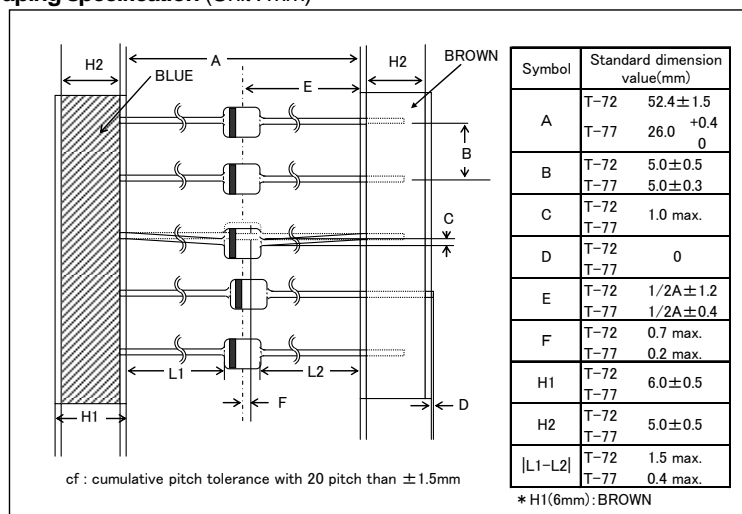 specification (Unit : mm)
A
H2
BLUE
E
H2
BROWN
B
C
L1
L2
F
D
H1
cf : cumulative pitch tolerance with 20 pitch than ±1.5mm
Symbol Standard dimension value(mm)
A T-72 52.4±1.5
T-77 26.0 +0.4 0
B T-72 5.0±0.5
T-77 5.0±0.3
C T-72 1.0 max.
T-77
D T-72 0
T-77
E T-72 1/2A±1.2
T-77 1/2A±0.4
F T-72 0.7 max.
T-77 0.2 max.
H1 T-72 6.0±0.5
T-77
H2 T-72 5.0±0.5
T-77
|L1-L2| T-72 1.5 max.
T-77 0.4 max.
* H1(6mm) : BROWN